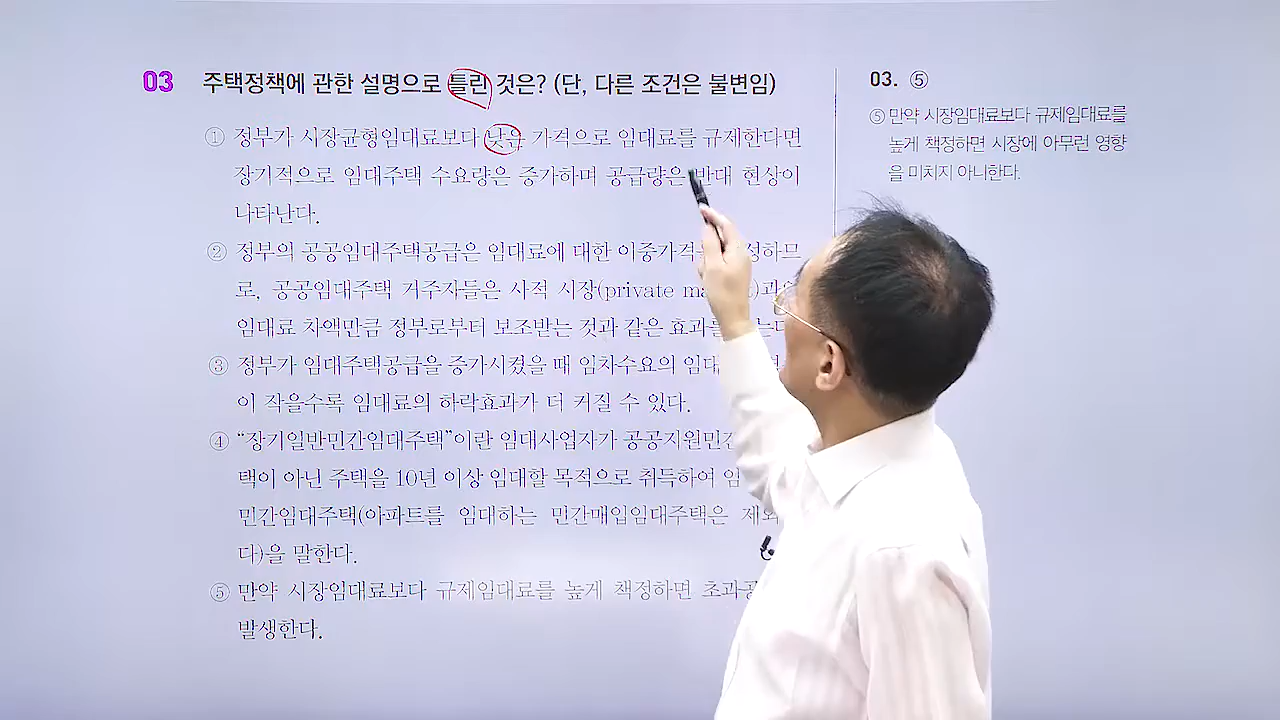 03 주택정책에 관한 설명으로 틀린 것은? (단, 다른 조건은 불변임)
① 정부가 시장균형임대료보다 낮은 가격으로 임대료를 규제한다면
장기적으로 임대주택 수요량은 증가하며 공급량은 반대 현상이
나타난다.
② 정부의 공공임대주택공급은 임대료에 대한 이중가격을 형성하므
로, 공공임대주택 거주자들은 사적 시장(private
임대료 차액만큼 정부로부터 보조받는 것과 같은 효과를
③ 정부가 임대주택공급을 증가시켰을 때 임차수요의
이 작을수록 임대료의 하락효과가 더 커질 수 있다.
④ “장기일반민간임대주택”이란 임대사업자가
택이 아닌 주택을 10년 이상 임대할 목적으로 취득하여
민간임대주택(아파트를 임대하는 민간매입임대주택은
다)을 말한다.
⑤ 만약 시장임대료보다 규제임대료를 높게 책정하면
발생한다.
03. ⑤
⑤ 만약 시장임대료보다 규제임대료를
높게 책정하면 시장에 아무런 영향
을 미치지 아니한다.